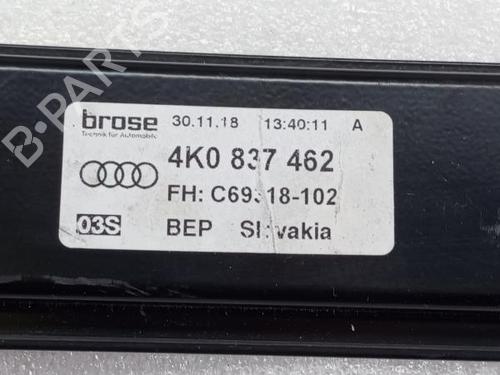 brose 30.11.18 13:40:11 A
Technik für Automobile
4K0 837 462
FH: C69318-102
03S BEP Slovakia
B-PARTS